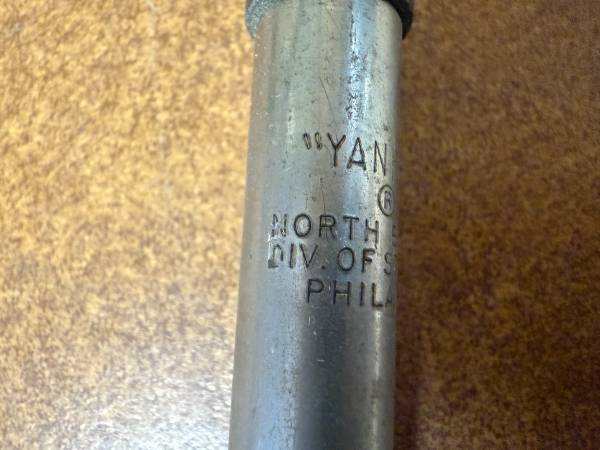 "YAN
®
NORTH
DIV. OF S
PHILA